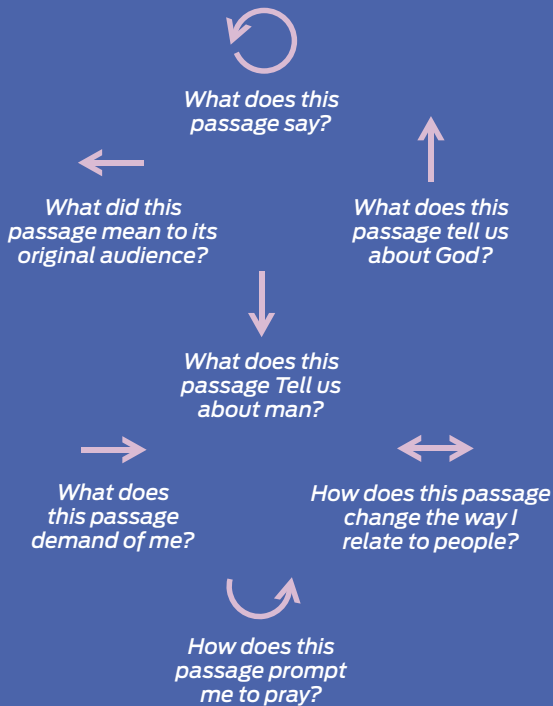 What does this
passage say?
What did this
passage mean to its
original audience?
What does this
passage tell us
about God?
What does this
passage Tell us
about man?
What does
this passage
demand of me?
How does this passage
change the way I
relate to people?
How does this
passage prompt
me to pray?